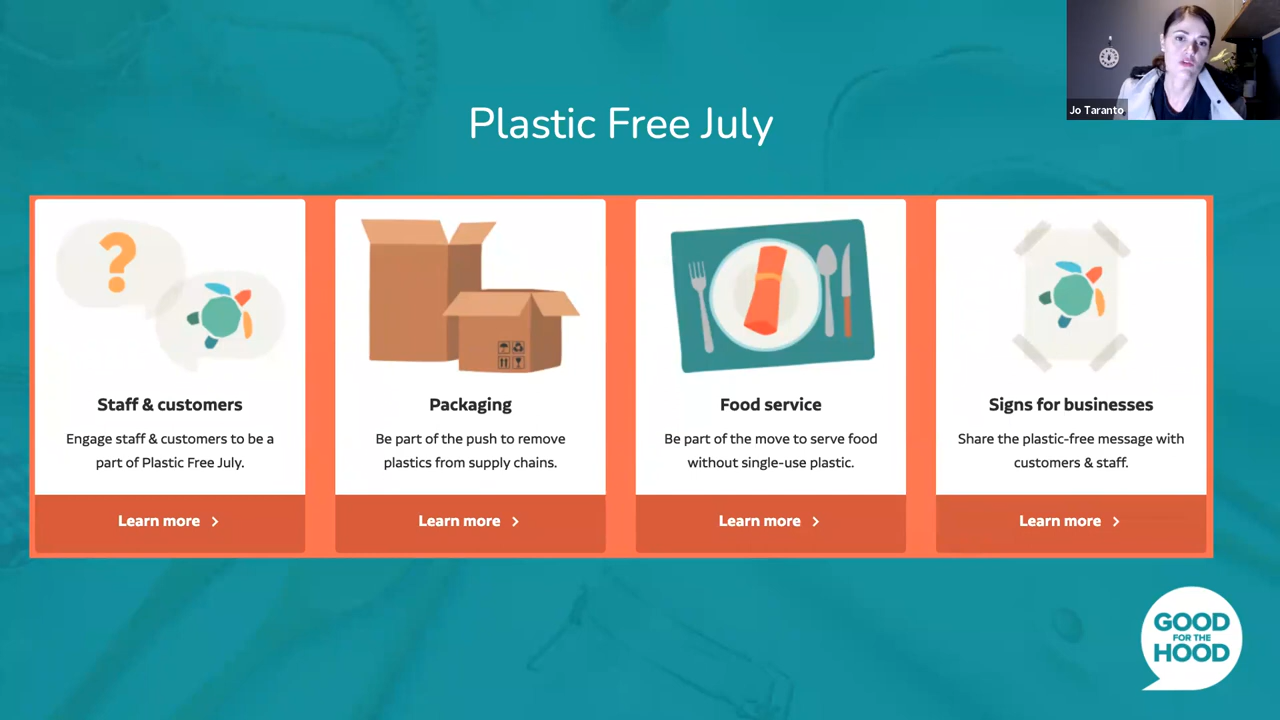 Jo Taranto
Plastic Free July
?
Staff & customers
Engage staff & customers to be a
part of Plastic Free July.
Learn more >
Packaging
Be part of the push to remove
plastics from supply chains.
Learn more >
Food service
Be part of the move to serve food
without single-use plastic.
Learn more >
Signs for businesses
Share the plastic-free message with
customers & staff.
Learn more >
GOOD
FOR THE
HOOD